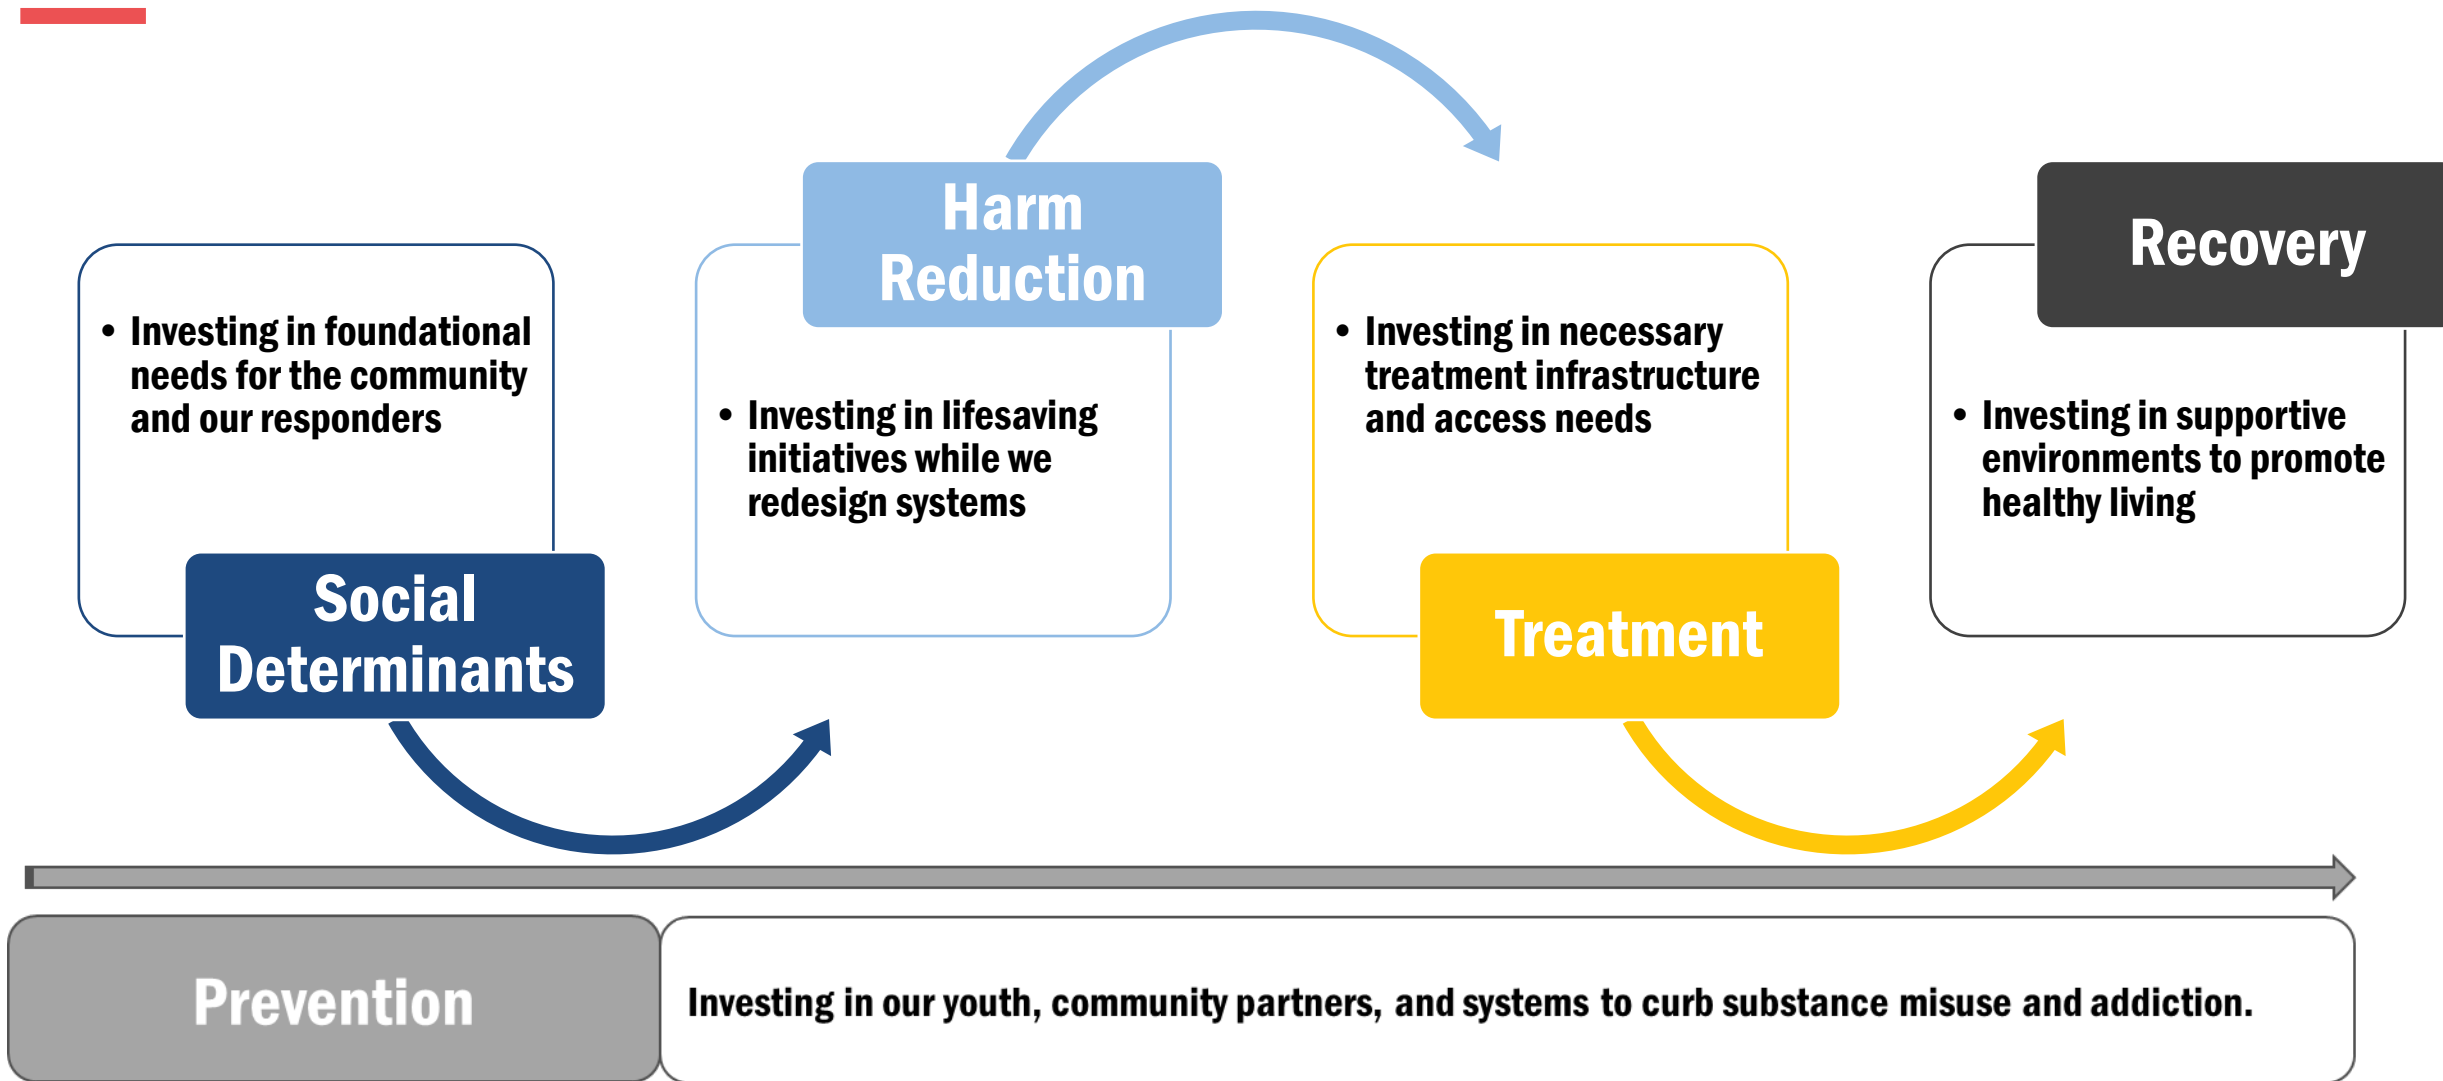 • Investing in foundational
needs for the community
and our responders
Social
Determinants
Harm
Reduction
• Investing in lifesaving
initiatives while we
redesign systems
• Investing in necessary
treatment infrastructure
and access needs
Treatment
Recovery
• Investing in supportive
environments to promote
healthy living
Prevention
Investing in our youth, community partners, and systems to curb substance misuse and addiction.